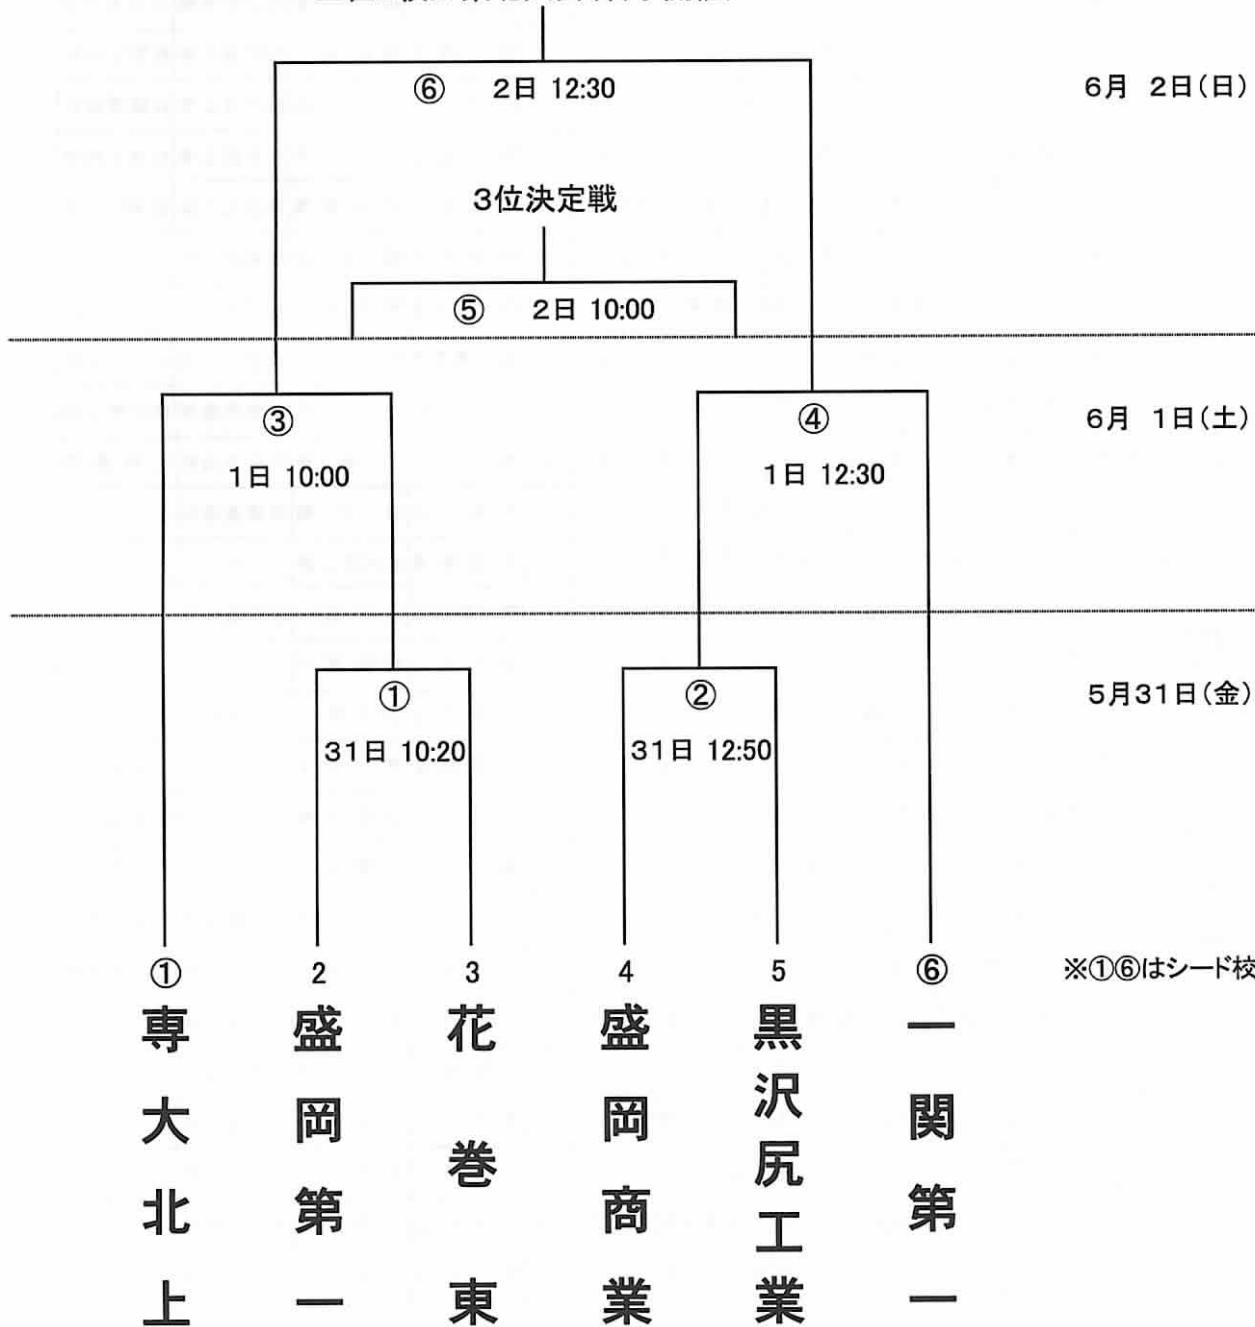 ⑥ 2日 12:30
6月 2日(日)
3位決定戦
⑤ 2日 10:00
③
1日 10:00
④
1日 12:30
6月 1日(土)
①
31日 10:20
②
31日 12:50
5月31日(金)
① 2 3 4 5 ⑥
※①⑥はシード校
専大北上
盛岡第一
花巻東
盛岡商業
黒沢尻工業
一関第一